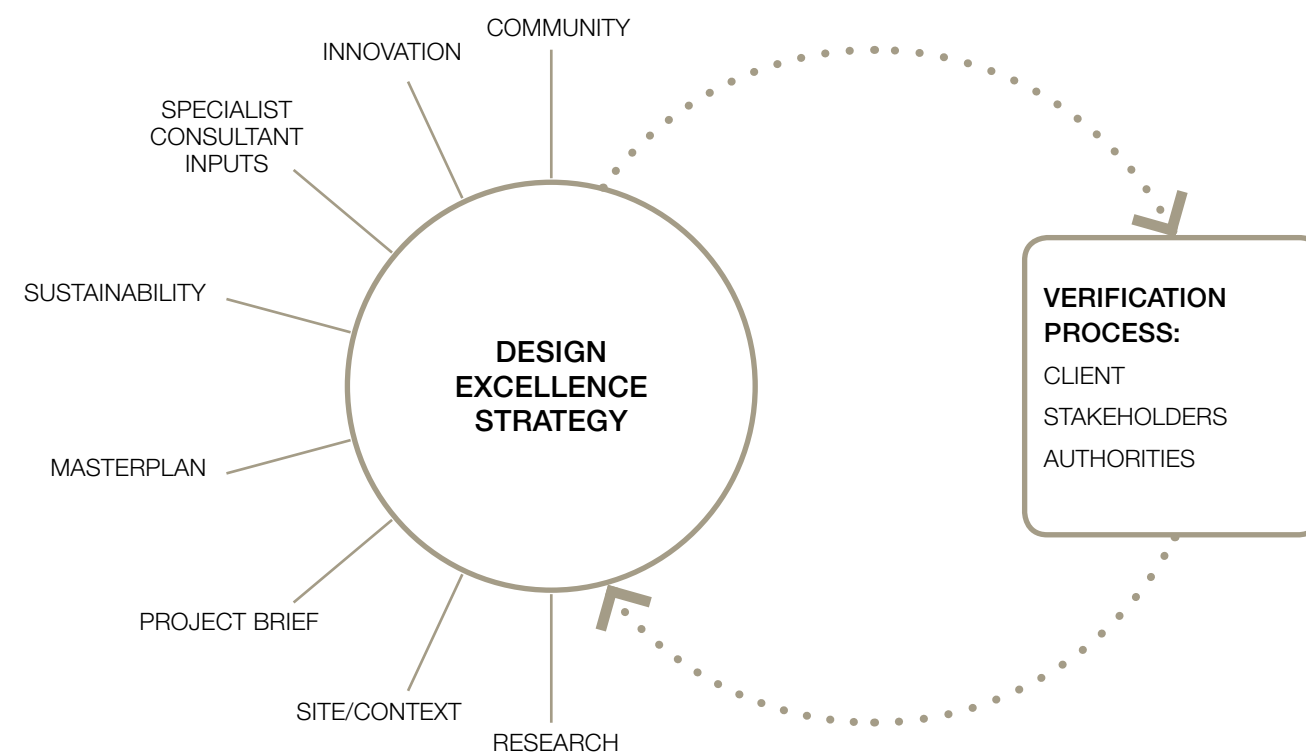 COMMUNITY
INNOVATION
SPECIALIST
CONSULTANT
INPUTS
SUSTAINABILITY
MASTERPLAN
PROJECT BRIEF
SITE/CONTEXT
RESEARCH
DESIGN
EXCELLENCE
STRATEGY
VERIFICATION
PROCESS:
CLIENT
STAKEHOLDERS
AUTHORITIES